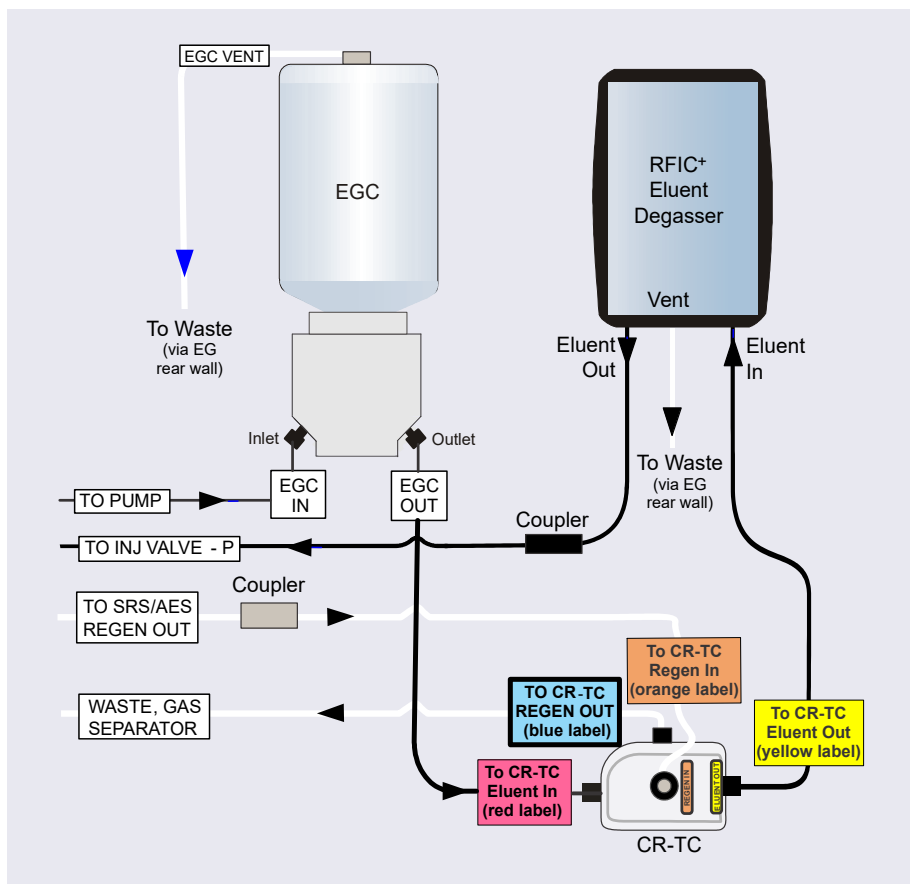 EGC VENT
EGC
RFIC+
Eluent
Degasser
Vent
To Waste
(via EG
rear wall)
Eluent
Out
Eluent
In
Inlet
Outlet
To Waste
(via EG
rear wall)
EGC
IN
EGC
OUT
TO PUMP
Coupler
TO INJ VALVE - P
Coupler
TO SRS/AES
REGEN OUT
To CR-TC
Regen In
(orange label)
TO CR-TC
REGEN OUT
(blue label)
WASTE, GAS
SEPARATOR
To CR-TC
Eluent Out
(yellow label)
To CR-TC
Eluent In
(red label)
REGEN IN
ELUENT OUT
CR-TC